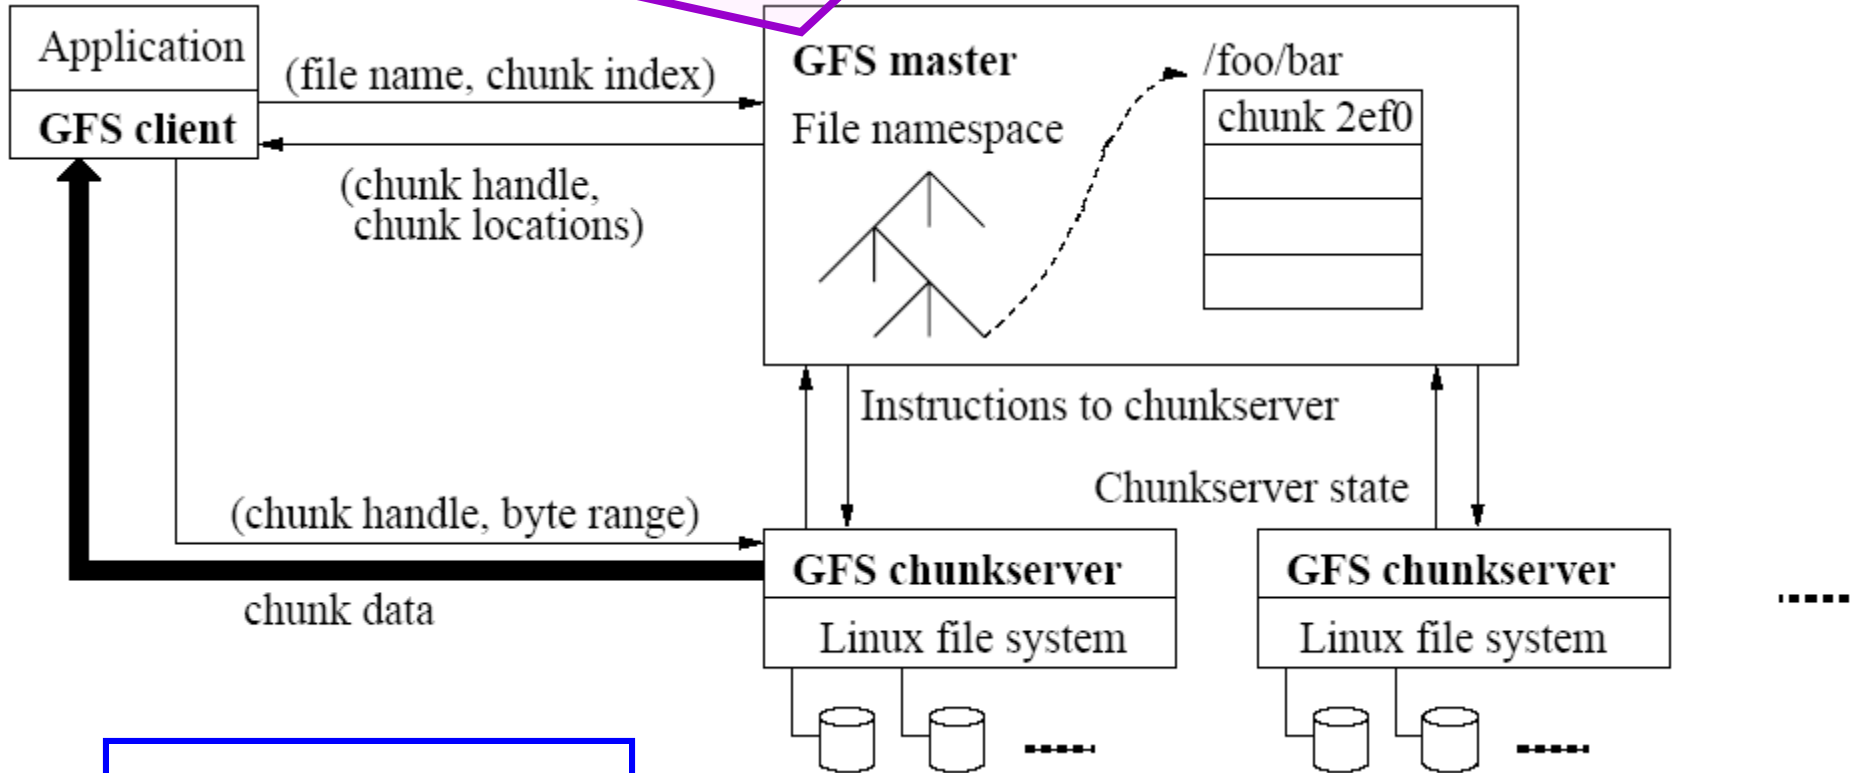 Application
GFS client
(file name, chunk index)
(chunk handle,
chunk locations)
GFS master
File namespace
/foo/bar
chunk 2ef0
Instructions to chunkserver
Chunkserver state
(chunk handle, byte range)
chunk data
GFS chunkserver
Linux file system
GFS chunkserver
Linux file system